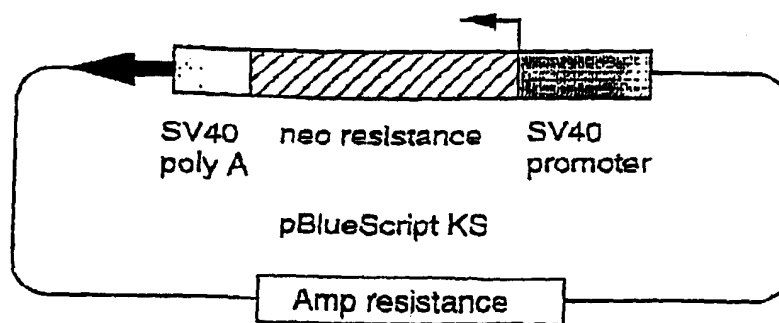 SV40
poly A
neo resistance
SV40
promoter
pBlueScript KS
Amp resistance